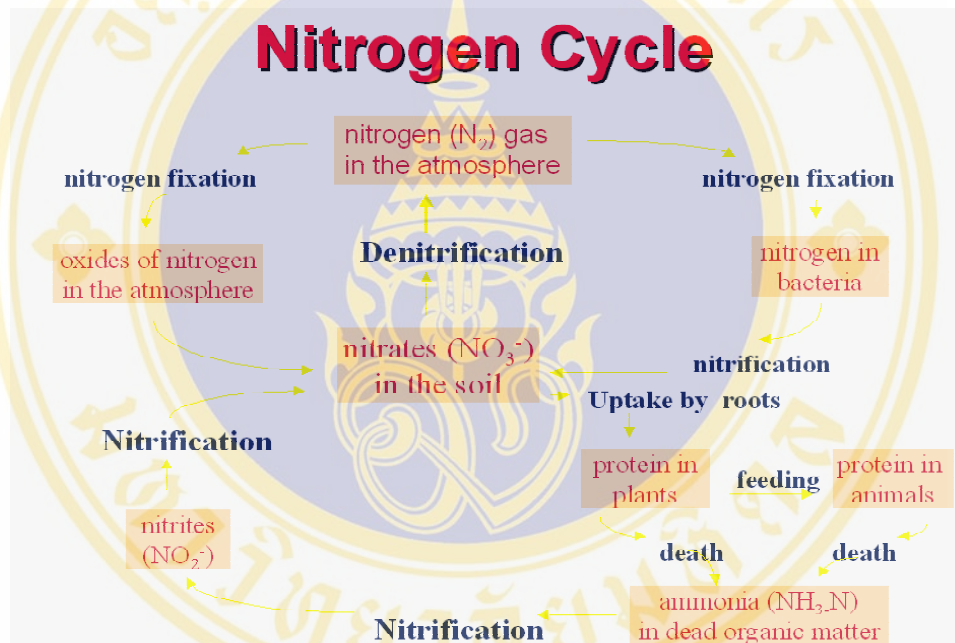 Nitrogen Cycle
nitrogen (N₂) gas
in the atmosphere
nitrogen fixation
nitrogen fixation
oxides of nitrogen
in the atmosphere
Denitrification
nitrogen in
bacteria
nitrates (NO₃⁻)
in the soil
nitrification
Uptake by roots
Nitrification
protein in
plants
feeding
protein in
animals
nitrites
(NO₂⁻)
death
death
ammonia (NH₃-N)
in dead organic matter
Nitrification